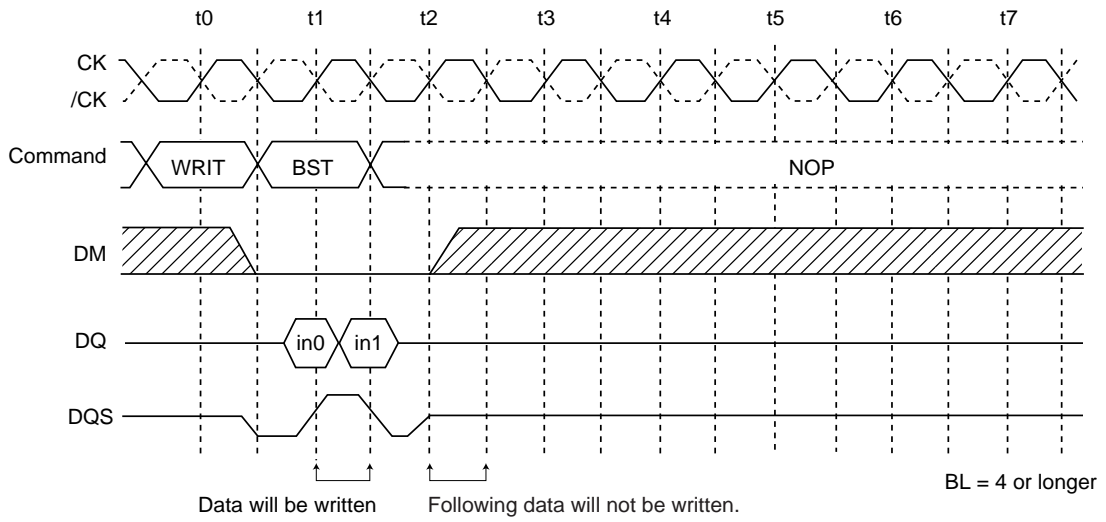 t0 t1 t2 t3 t4 t5 t6 t7
CK
/CK
Command WRIT BST NOP
DM
DQ in0 in1
DQS
BL = 4 or longer
Data will be written Following data will not be written.